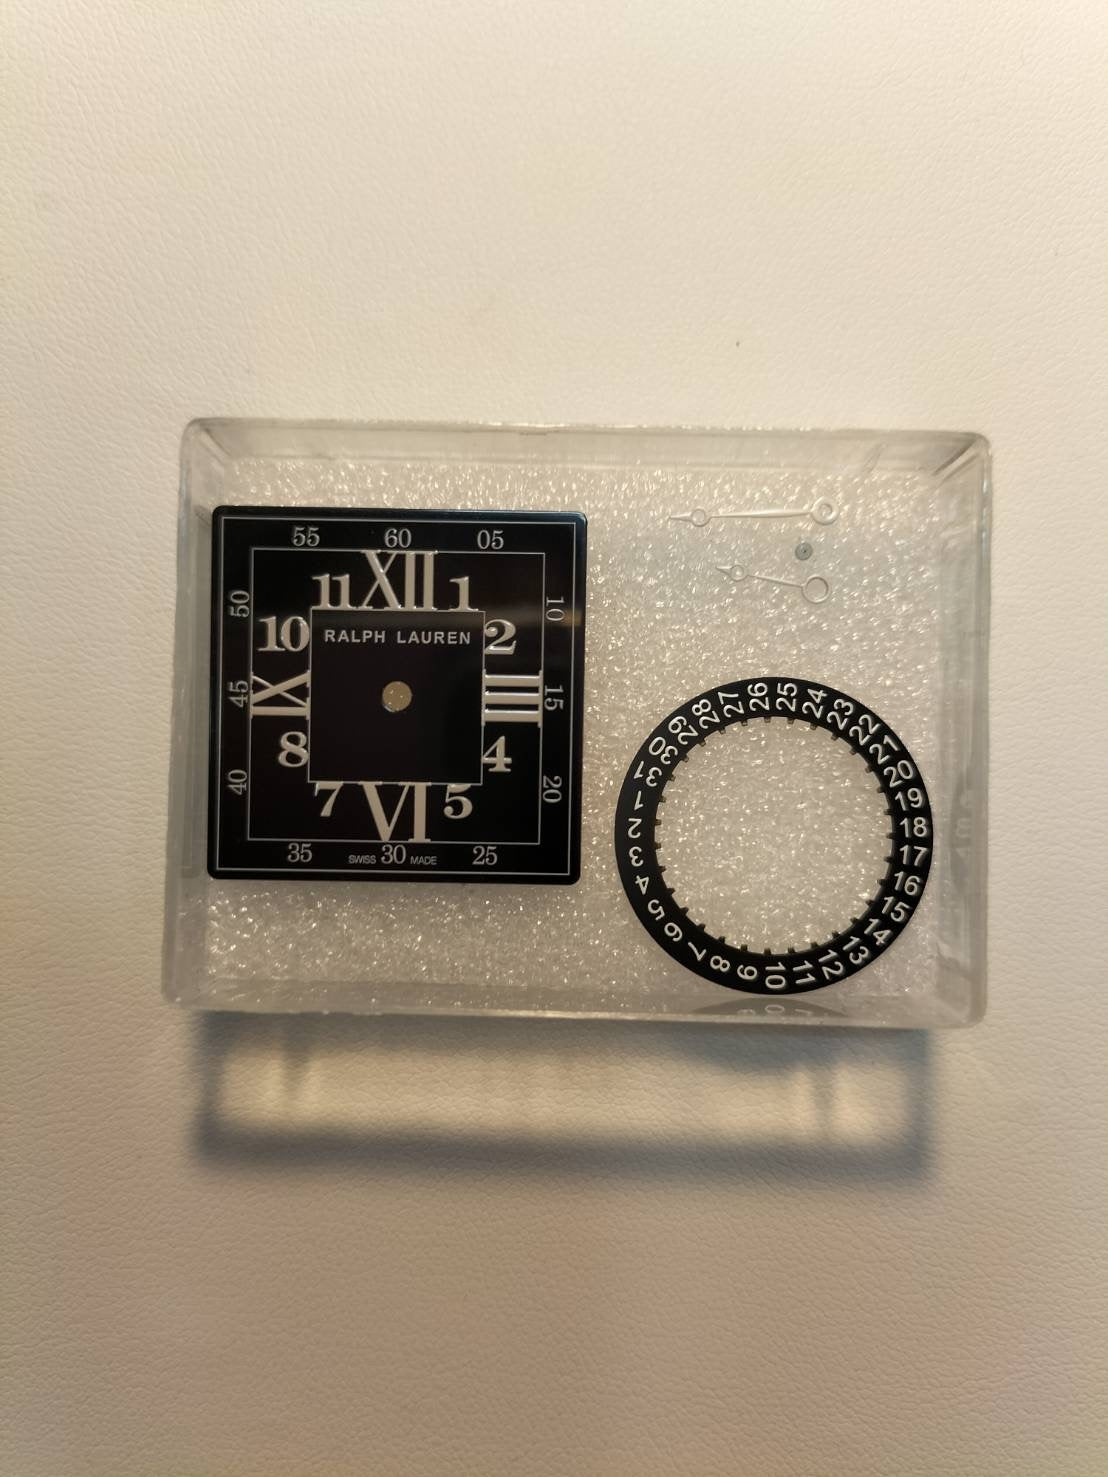 55 60 05
11 XII 1
50 10
10 RALPH LAUREN 2
45 IX III 15
8 4
40 20
7 VI 5
35 SWISS 30 MADE 25
1 2 3 4 5 6 7 8 9 10 11 12 13 14 15 16 17 18 19 20 21 22 23 24 25 26 27 28 29 30 31